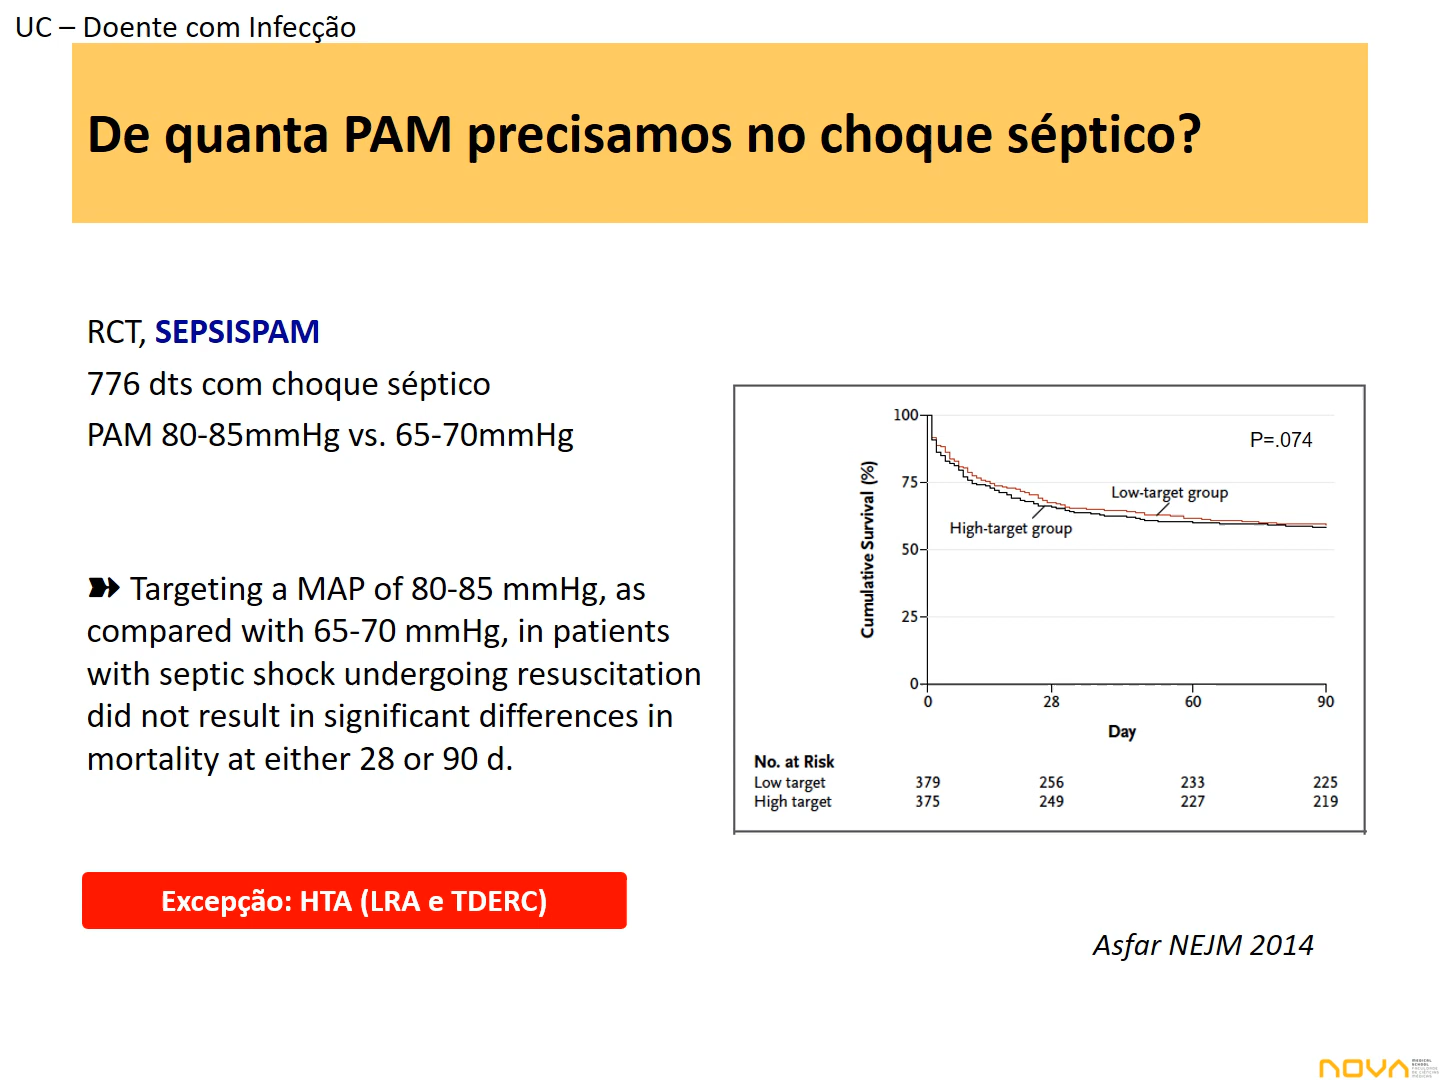 UC – Doente com Infecção
De quanta PAM precisamos no choque séptico?
RCT, SEPSISPAM
776 dts com choque séptico
PAM 80-85mmHg vs. 65-70mmHg
Targeting a MAP of 80-85 mmHg, as
compared with 65-70 mmHg, in patients
with septic shock undergoing resuscitation
did not result in significant differences in
mortality at either 28 or 90 d.
Excepção: HTA (LRA e TDERC)
P=.074
Cumulative Survival (%)
100
75
50
25
0
Low-target group
High-target group
0 28 60 90
Day
No. at Risk
Low target 379 256 233 225
High target 375 249 227 219
Asfar NEJM 2014
NOVA